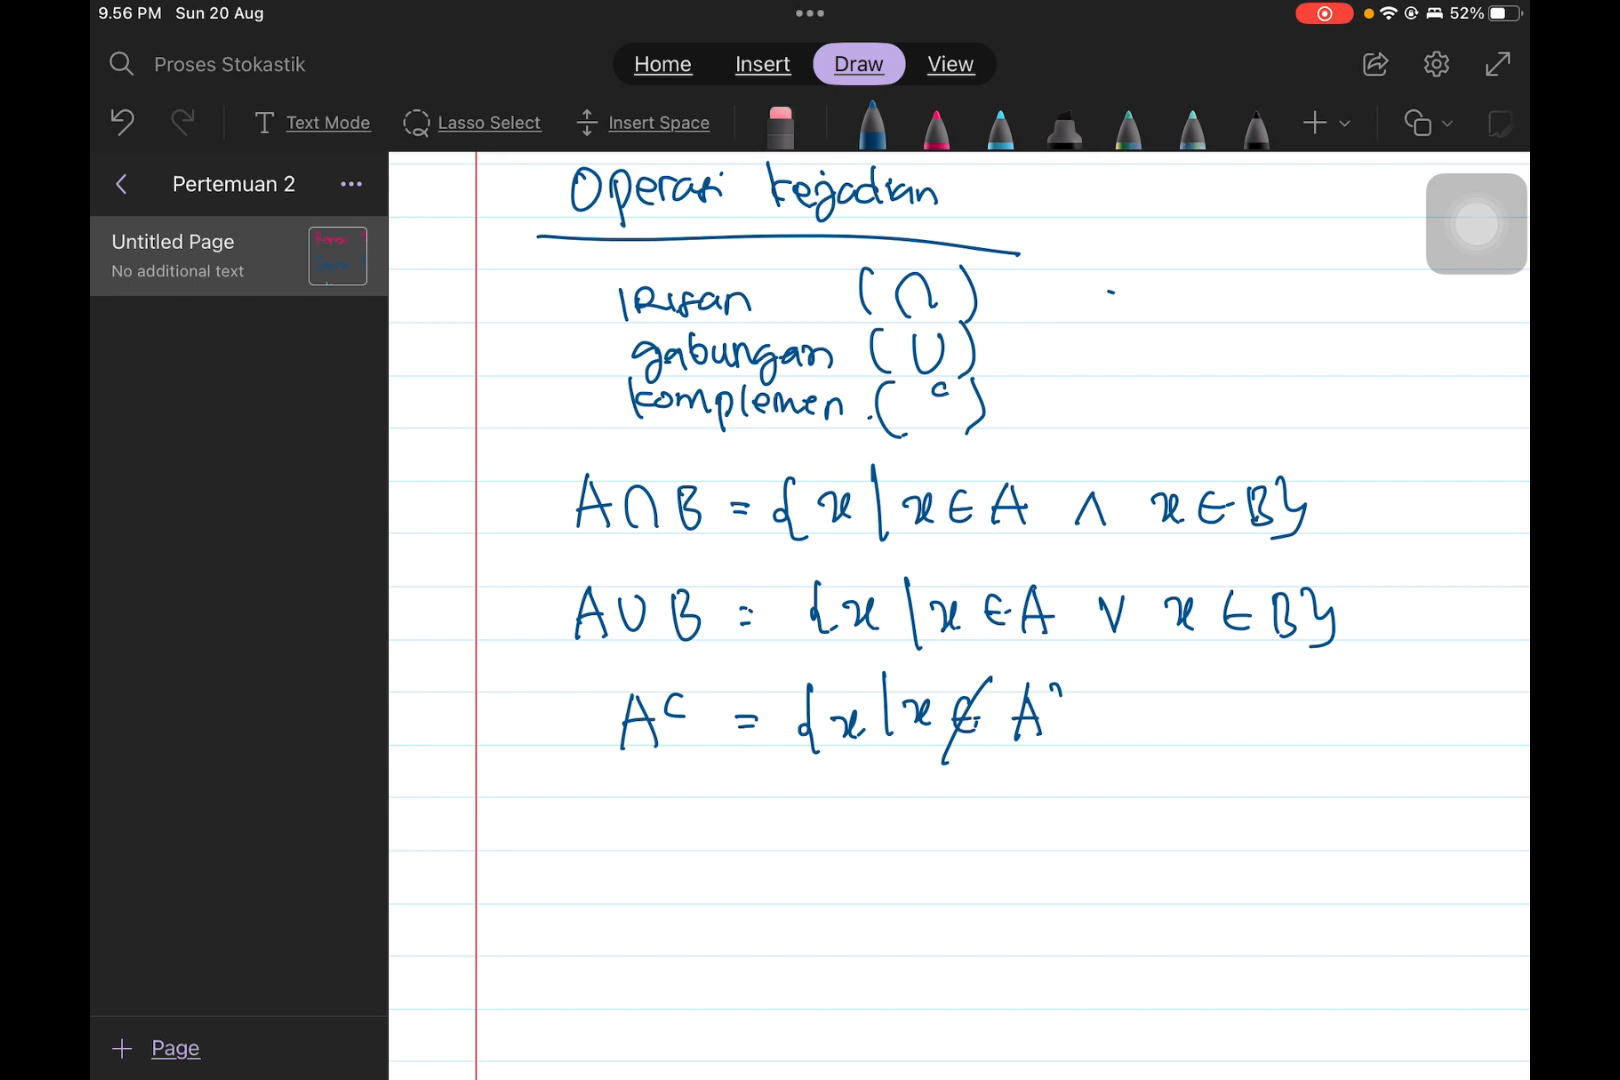 9.56 PM Sun 20 Aug
52%
Proses Stokastik
Home Insert Draw View
Text Mode Lasso Select Insert Space
Pertemuan 2
Untitled Page
No additional text
Operasi kejadian
Irisan (∩)
gabungan (∪)
komplemen (ᶜ)
A∩B = {x | x ∈ A ∧ x ∈ B}
A∪B = {x | x ∈ A ∨ x ∈ B}
Aᶜ = {x | x ∉ A
Page